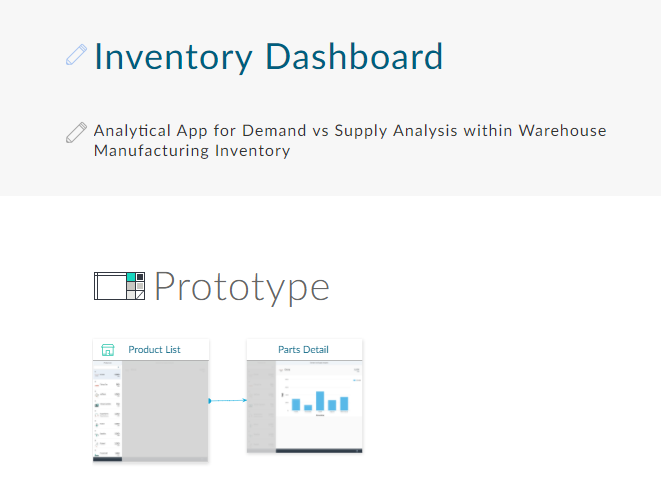 Inventory Dashboard
Analytical App for Demand vs Supply Analysis within Warehouse
Manufacturing Inventory
Prototype
Product List
Parts Detail